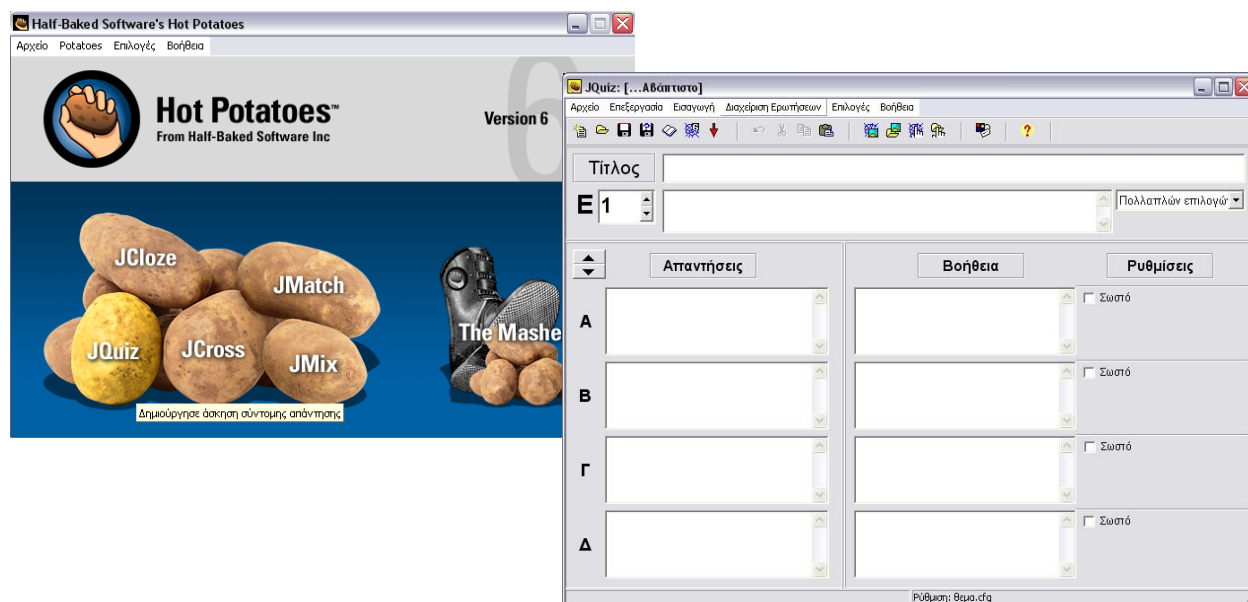 Half-Baked Software's Hot Potatoes
Αρχείο Potatoes Επιλογές Βοήθεια
Hot Potatoes™
From Half-Baked Software Inc
Version 6
6
JCloze
JMatch
JQuiz
JCross
JMix
The Mashe
Δημιούργησε άσκηση σύντομης απάντησης
JQuiz: [...Αβάπτιστο]
Αρχείο Επεξεργασία Εισαγωγή Διαχείριση Ερωτήσεων Επιλογές Βοήθεια
Τίτλος
Ε 1
Πολλαπλών επιλογώ
Απαντήσεις Βοήθεια Ρυθμίσεις
Α Σωστό
Β Σωστό
Γ Σωστό
Δ Σωστό
Ρύθμιση: θεμα.cfg